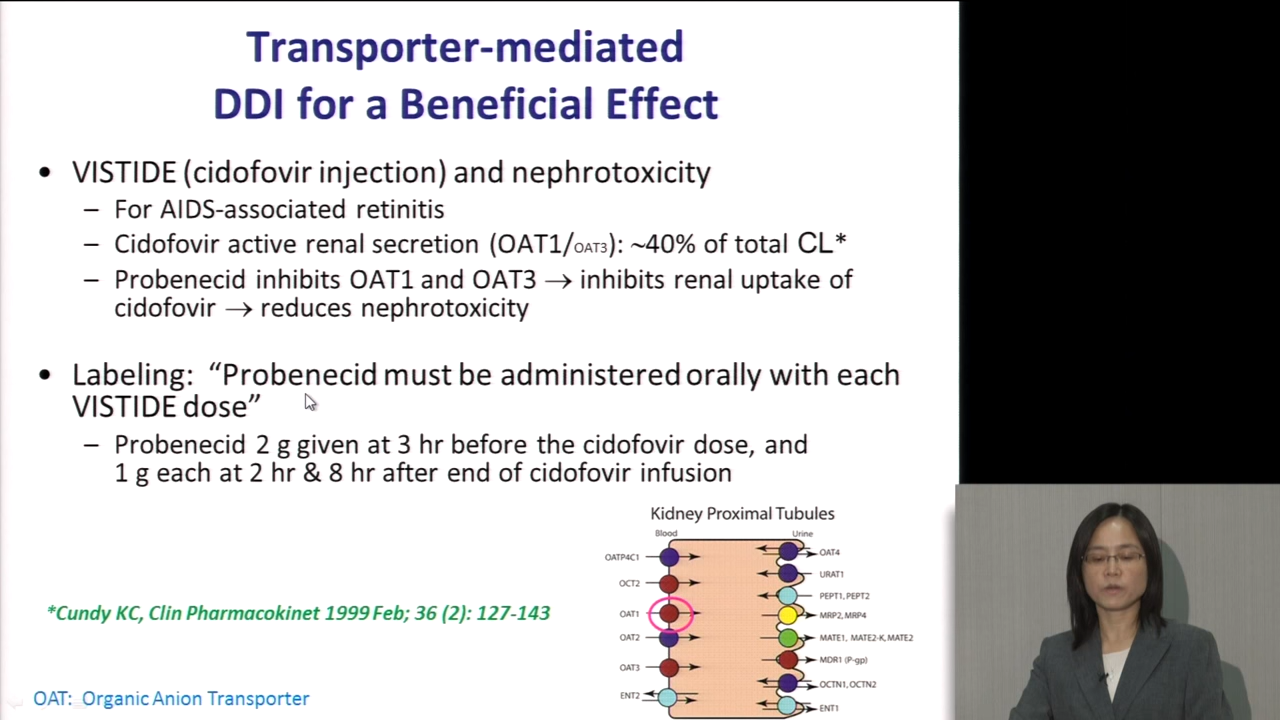 Transporter-mediated
DDI for a Beneficial Effect
• VISTIDE (cidofovir injection) and nephrotoxicity
– For AIDS-associated retinitis
– Cidofovir active renal secretion (OAT1/OAT3): ~40% of total CL*
– Probenecid inhibits OAT1 and OAT3 → inhibits renal uptake of
cidofovir → reduces nephrotoxicity
• Labeling: “Probenecid must be administered orally with each
VISTIDE dose”
– Probenecid 2 g given at 3 hr before the cidofovir dose, and
1 g each at 2 hr & 8 hr after end of cidofovir infusion
Kidney Proximal Tubules
Blood Urine
OATP4C1
OCT2
OAT1
OAT2
OAT3
ENT2
OAT4
URAT1
PEPT1, PEPT2
MRP2, MRP4
MATE1, MATE2-K, MATE2
MDR1 (P-gp)
OCTN1, OCTN2
ENT1
*Cundy KC, Clin Pharmacokinet 1999 Feb; 36 (2): 127-143
OAT: Organic Anion Transporter